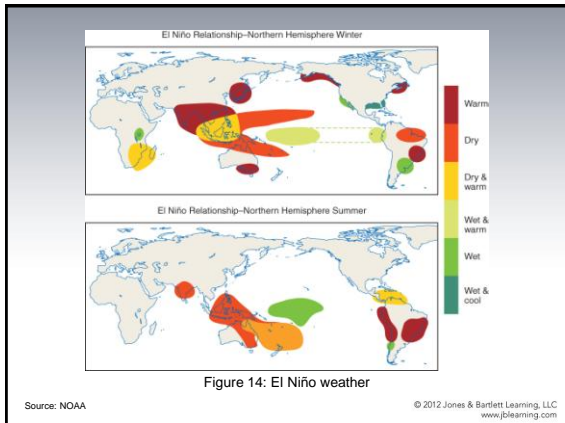 El Niño Relationship–Northern Hemisphere Winter
Warm
Dry
Dry &
warm
Wet &
warm
Wet
Wet &
cool
El Niño Relationship–Northern Hemisphere Summer
Figure 14: El Niño weather
Source: NOAA
© 2012 Jones & Bartlett Learning, LLC
www.jblearning.com